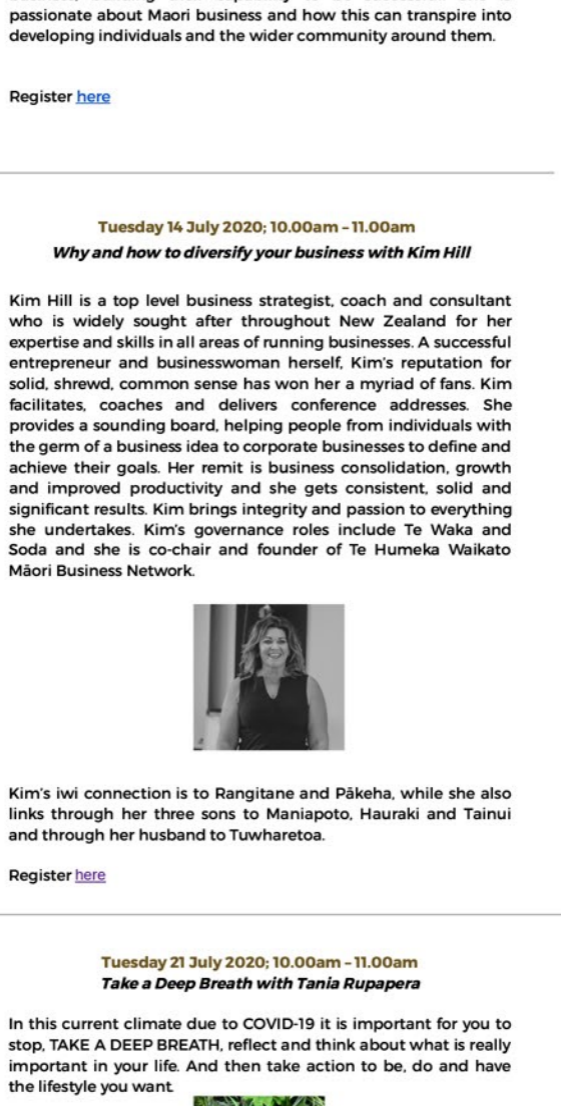 passionate about Maori business and how this can transpire into
developing individuals and the wider community around them.
Register here
Tuesday 14 July 2020; 10.00am – 11.00am
Why and how to diversify your business with Kim Hill
Kim Hill is a top level business strategist, coach and consultant
who is widely sought after throughout New Zealand for her
expertise and skills in all areas of running businesses. A successful
entrepreneur and businesswoman herself, Kim's reputation for
solid, shrewd, common sense has won her a myriad of fans. Kim
facilitates, coaches and delivers conference addresses. She
provides a sounding board, helping people from individuals with
the germ of a business idea to corporate businesses to define and
achieve their goals. Her remit is business consolidation, growth
and improved productivity and she gets consistent, solid and
significant results. Kim brings integrity and passion to everything
she undertakes. Kim's governance roles include Te Waka and
Soda and she is co-chair and founder of Te Humeka Waikato
Māori Business Network.
Kim's iwi connection is to Rangitane and Pākeha, while she also
links through her three sons to Maniapoto, Hauraki and Tainui
and through her husband to Tuwharetoa.
Register here
Tuesday 21 July 2020; 10.00am – 11.00am
Take a Deep Breath with Tania Rupapera
In this current climate due to COVID-19 it is important for you to
stop, TAKE A DEEP BREATH, reflect and think about what is really
important in your life. And then take action to be, do and have
the lifestyle you want.